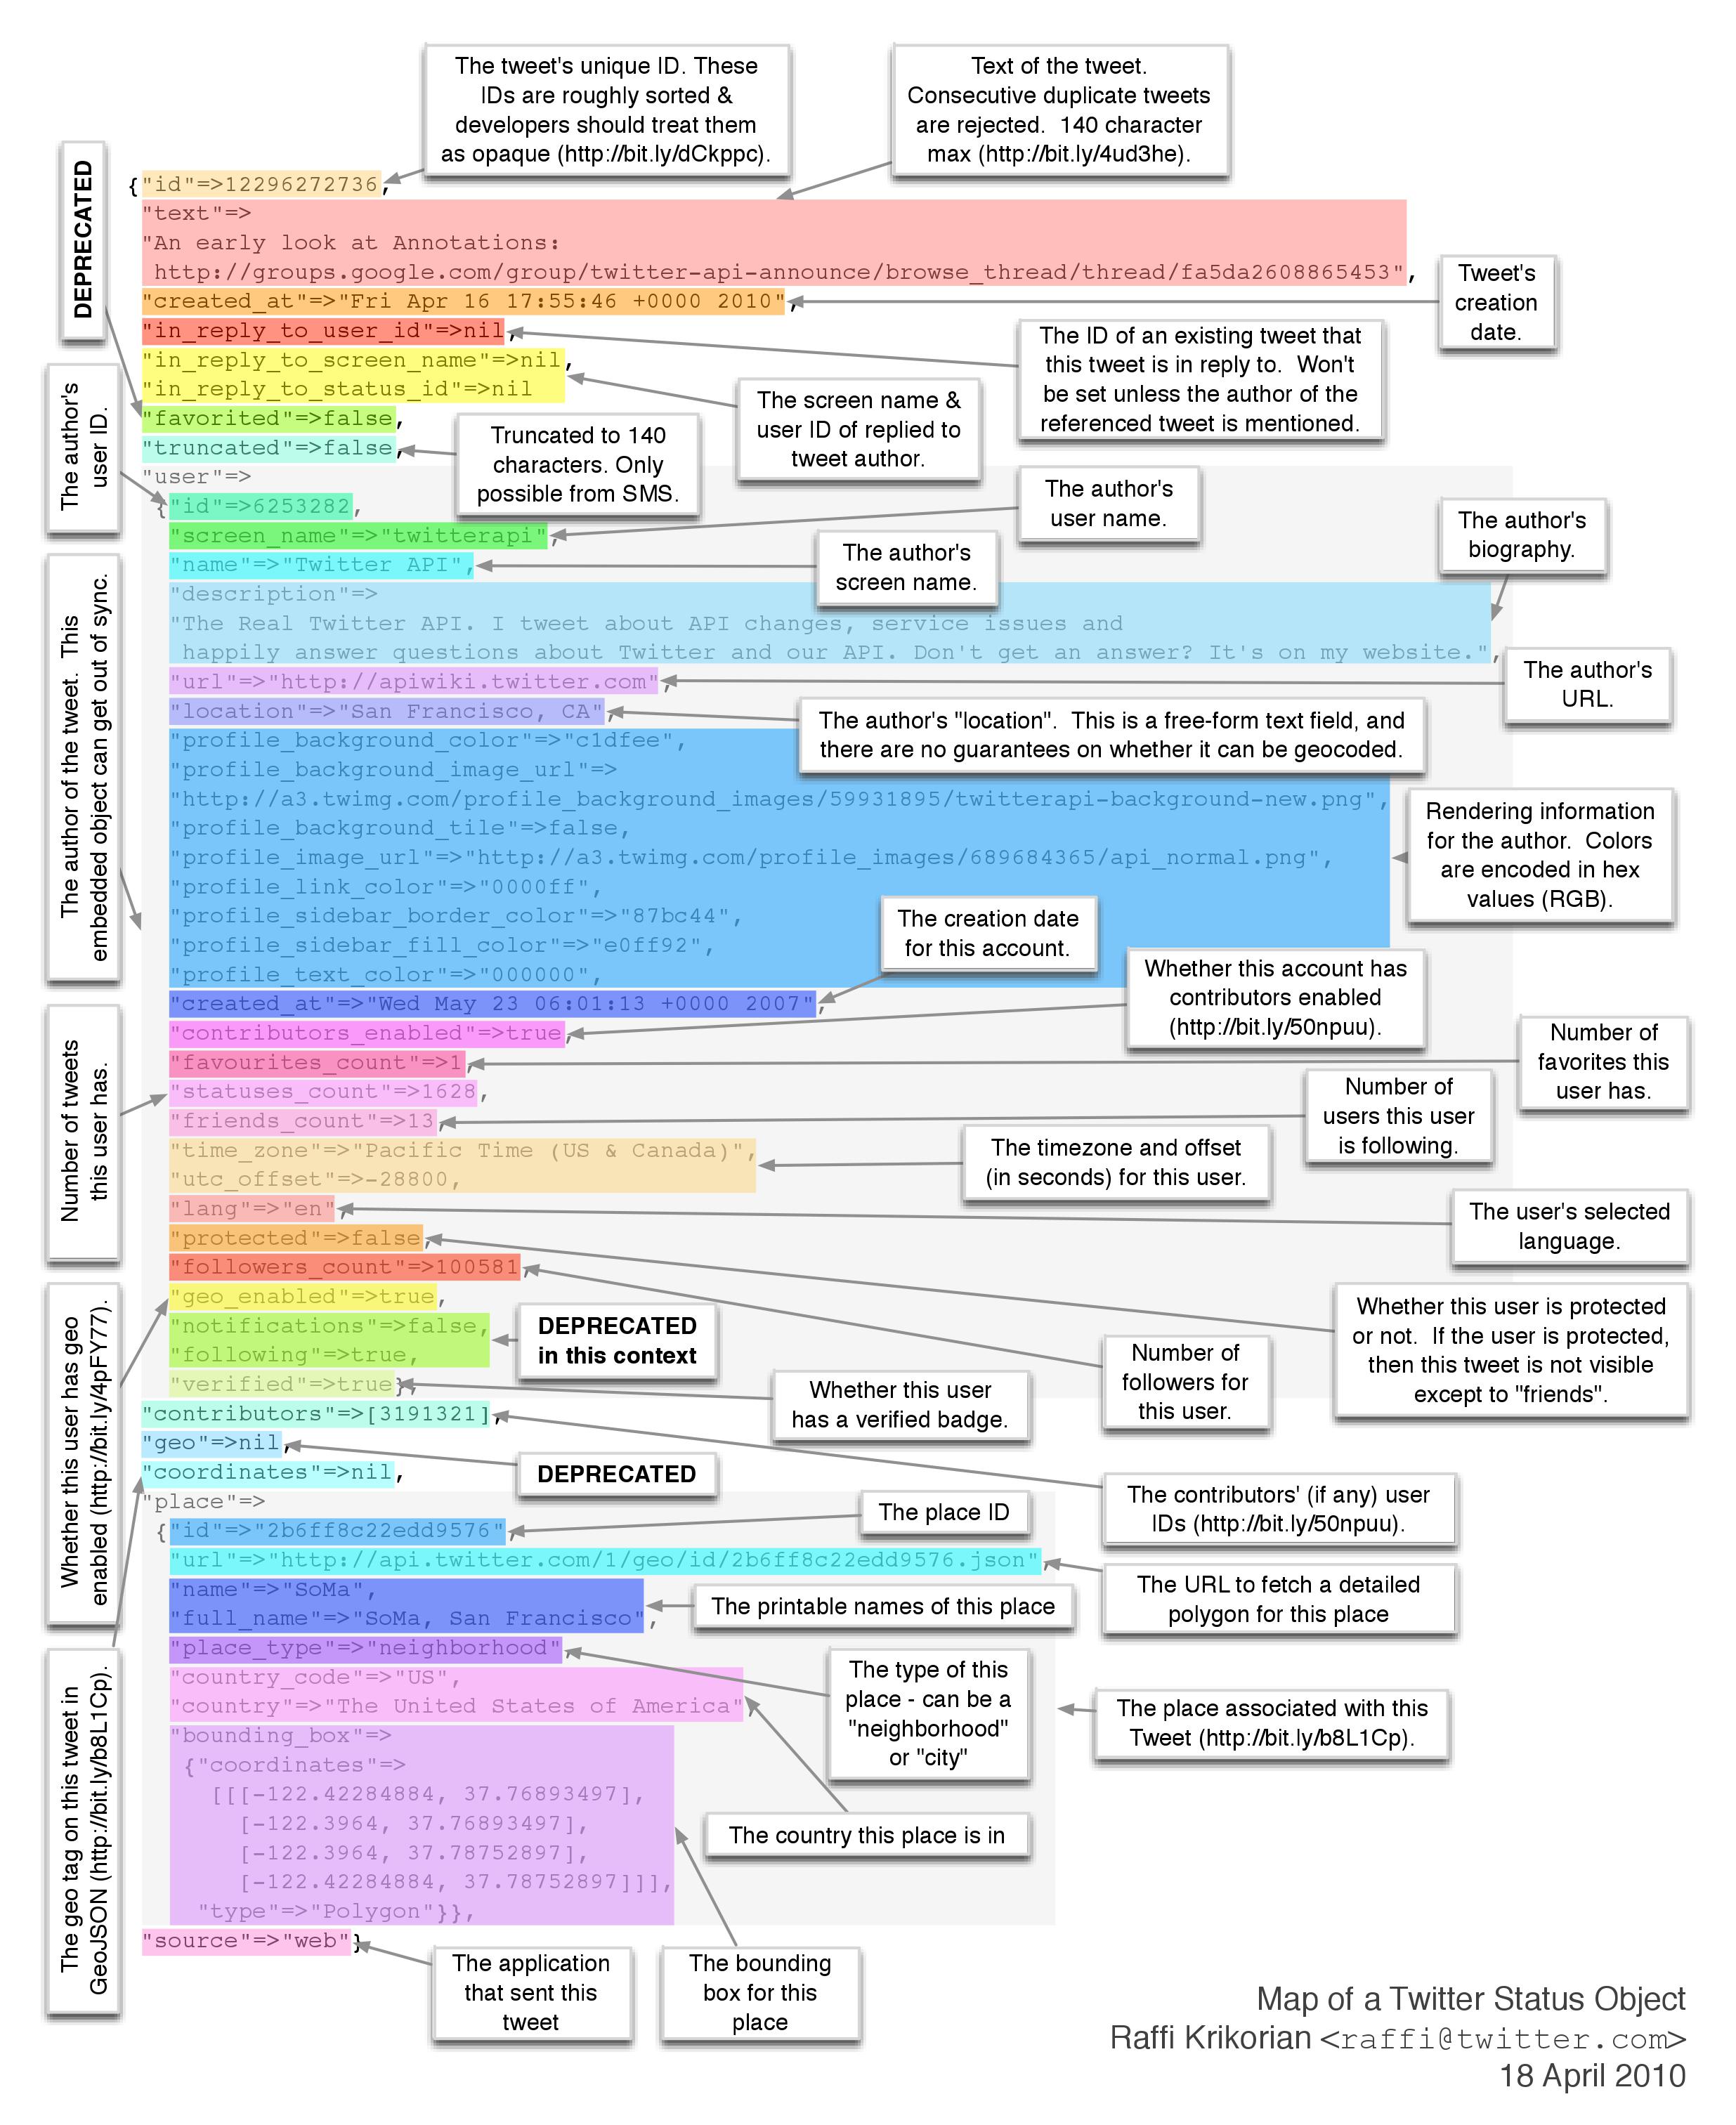 The tweet's unique ID. These
IDs are roughly sorted &
developers should treat them
as opaque (http://bit.ly/dCkppc).
Text of the tweet.
Consecutive duplicate tweets
are rejected.  140 character
max (http://bit.ly/4ud3he).
DEPRECATED
{"id"=>12296272736,
"text"=>
"An early look at Annotations:
http://groups.google.com/group/twitter-api-announce/browse_thread/thread/fa5da2608865453",
Tweet's
creation
date.
"created_at"=>"Fri Apr 16 17:55:46 +0000 2010",
"in_reply_to_user_id"=>nil,
The ID of an existing tweet that
this tweet is in reply to.  Won't
be set unless the author of the
referenced tweet is mentioned.
"in_reply_to_screen_name"=>nil,
"in_reply_to_status_id"=>nil
The screen name &
user ID of replied to
tweet author.
"favorited"=>false,
"truncated"=>false,
Truncated to 140
characters. Only
possible from SMS.
The author's
user ID.
"user"=>
{"id"=>6253282,
"screen_name"=>"twitterapi",
The author's
user name.
"name"=>"Twitter API",
The author's
screen name.
The author's
biography.
"description"=>
"The Real Twitter API. I tweet about API changes, service issues and
happily answer questions about Twitter and our API. Don't get an answer? It's on my website.",
The author of the tweet.  This
embedded object can get out of sync.
"url"=>"http://apiwiki.twitter.com",
The author's
URL.
"location"=>"San Francisco, CA",
The author's "location".  This is a free-form text field, and
there are no guarantees on whether it can be geocoded.
"profile_background_color"=>"c1dfee",
"profile_background_image_url"=>
"http://a3.twimg.com/profile_background_images/59931895/twitterapi-background-new.png",
"profile_background_tile"=>false,
"profile_image_url"=>"http://a3.twimg.com/profile_images/689684365/api_normal.png",
"profile_link_color"=>"0000ff",
"profile_sidebar_border_color"=>"87bc44",
"profile_sidebar_fill_color"=>"e0ff92",
"profile_text_color"=>"000000",
Rendering information
for the author.  Colors
are encoded in hex
values (RGB).
The creation date
for this account.
"created_at"=>"Wed May 23 06:01:13 +0000 2007",
Whether this account has
contributors enabled
(http://bit.ly/50npuu).
"contributors_enabled"=>true,
"favourites_count"=>1,
Number of
favorites this
user has.
Number of tweets
this user has.
"statuses_count"=>1628,
"friends_count"=>13,
Number of
users this user
is following.
"time_zone"=>"Pacific Time (US & Canada)",
"utc_offset"=>-28800,
The timezone and offset
(in seconds) for this user.
"lang"=>"en",
The user's selected
language.
"protected"=>false,
"followers_count"=>100581,
"geo_enabled"=>true,
Whether this user has geo
enabled (http://bit.ly/4pFY77).
"notifications"=>false,
"following"=>true,
DEPRECATED
in this context
Whether this user is protected
or not.  If the user is protected,
then this tweet is not visible
except to "friends".
Number of
followers for
this user.
"verified"=>true},
Whether this user
has a verified badge.
"contributors"=>[3191321],
"geo"=>nil,
DEPRECATED
"coordinates"=>nil,
The contributors' (if any) user
IDs (http://bit.ly/50npuu).
"place"=>
{"id"=>"2b6ff8c22edd9576",
The place ID
"url"=>"http://api.twitter.com/1/geo/id/2b6ff8c22edd9576.json",
The URL to fetch a detailed
polygon for this place
"name"=>"SoMa",
"full_name"=>"SoMa, San Francisco",
The printable names of this place
"place_type"=>"neighborhood",
The type of this
place - can be a
"neighborhood"
or "city"
"country_code"=>"US",
"country"=>"The United States of America",
The place associated with this
Tweet (http://bit.ly/b8L1Cp).
The geo tag on this tweet in
GeoJSON (http://bit.ly/b8L1Cp).
"bounding_box"=>
{"coordinates"=>
[[[-122.42284884, 37.76893497],
[-122.3964, 37.76893497],
[-122.3964, 37.78752897],
[-122.42284884, 37.78752897]]],
"type"=>"Polygon"}},
The country this place is in
"source"=>"web"}
The application
that sent this
tweet
The bounding
box for this
place
Map of a Twitter Status Object
Raffi Krikorian <raffi@twitter.com>
18 April 2010